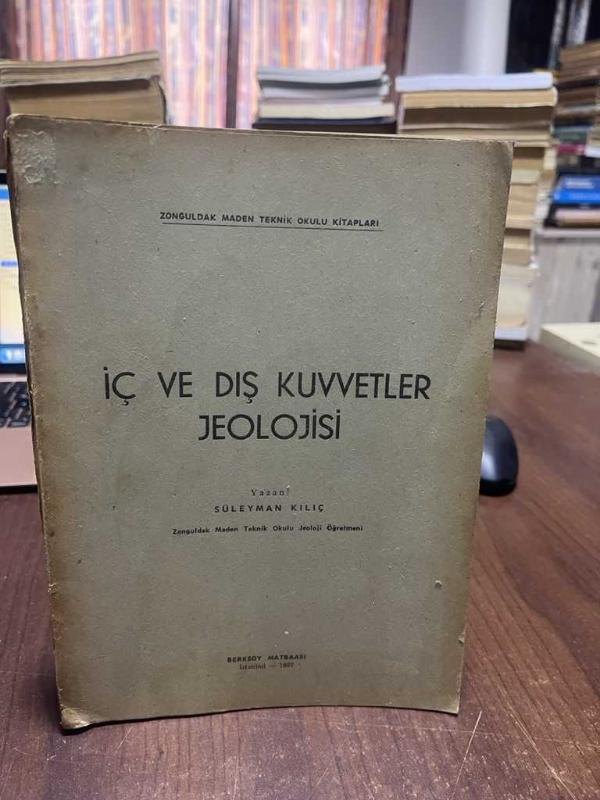 ZONGULDAK MADEN TEKNİK OKULU KİTAPLARI
İÇ VE DIŞ KUVVETLER
JEOLOJİSİ
Yazan:
SÜLEYMAN KILIÇ
Zonguldak Maden Teknik Okulu Jeoloji Öğretmeni
BERKSOY MATBAASI
İstanbul —